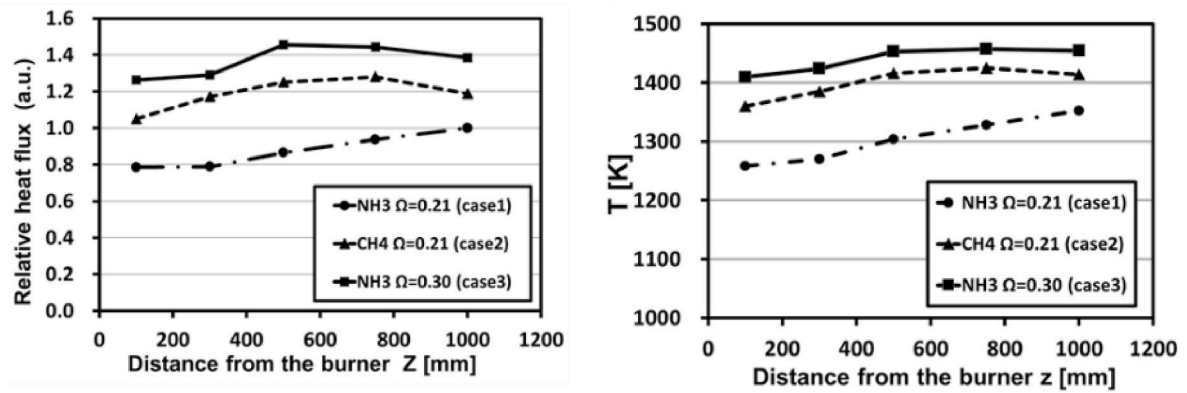 Relative heat flux (a.u.)
1.6
1.4
1.2
1.0
0.8
0.6
0.4
0.2
0.0
NH3 Ω=0.21 (case1)
CH4 Ω=0.21 (case2)
NH3 Ω=0.30 (case3)
0 200 400 600 800 1000 1200
Distance from the burner Z [mm]
T [K]
1500
1400
1300
1200
1100
1000
NH3 Ω=0.21 (case1)
CH4 Ω=0.21 (case2)
NH3 Ω=0.30 (case3)
0 200 400 600 800 1000 1200
Distance from the burner z [mm]